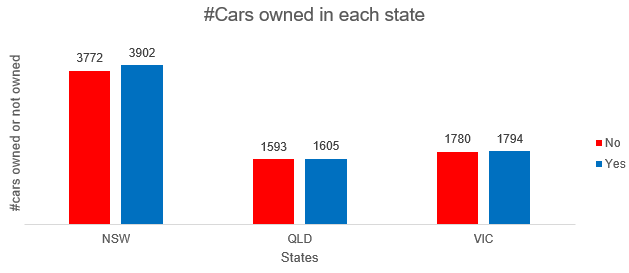 #Cars owned in each state
#cars owned or not owned
3772
3902
1593
1605
1780
1794
No
Yes
NSW
QLD
VIC
States